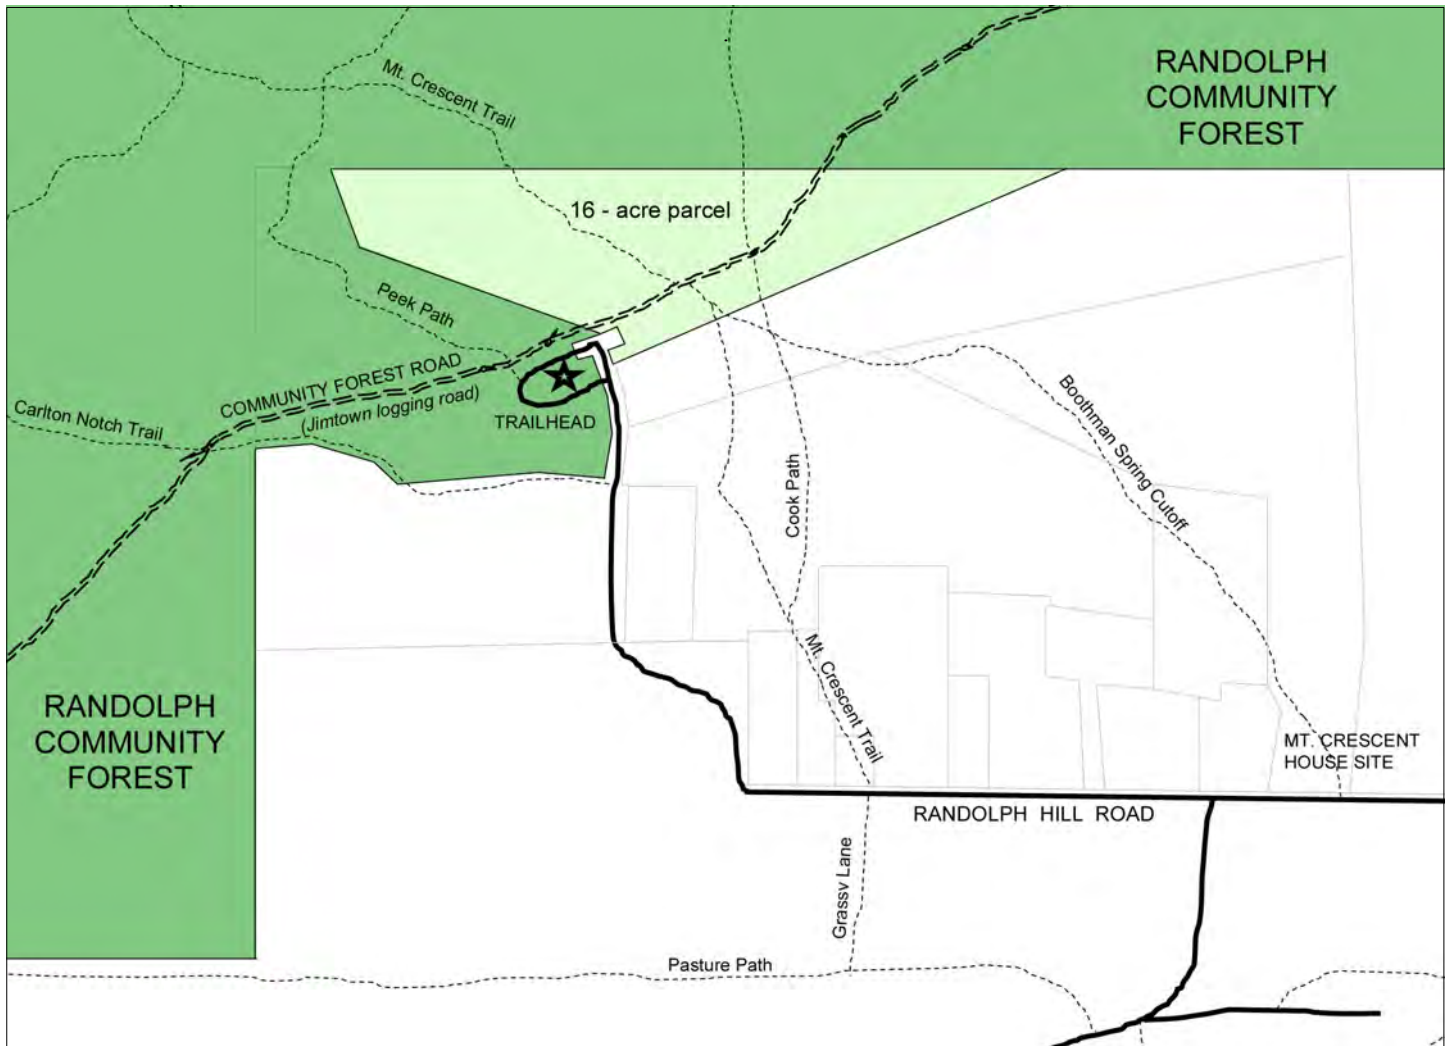 Mt. Crescent Trail
RANDOLPH
COMMUNITY
FOREST
16 - acre parcel
Peek Path
COMMUNITY FOREST ROAD
(Jimtown logging road)
Carlton Notch Trail
TRAILHEAD
Boothman Spring Cutoff
Cook Path
Mt. Crescent Trail
RANDOLPH
COMMUNITY
FOREST
MT. CRESCENT
HOUSE SITE
RANDOLPH HILL ROAD
Grassy Lane
Pasture Path